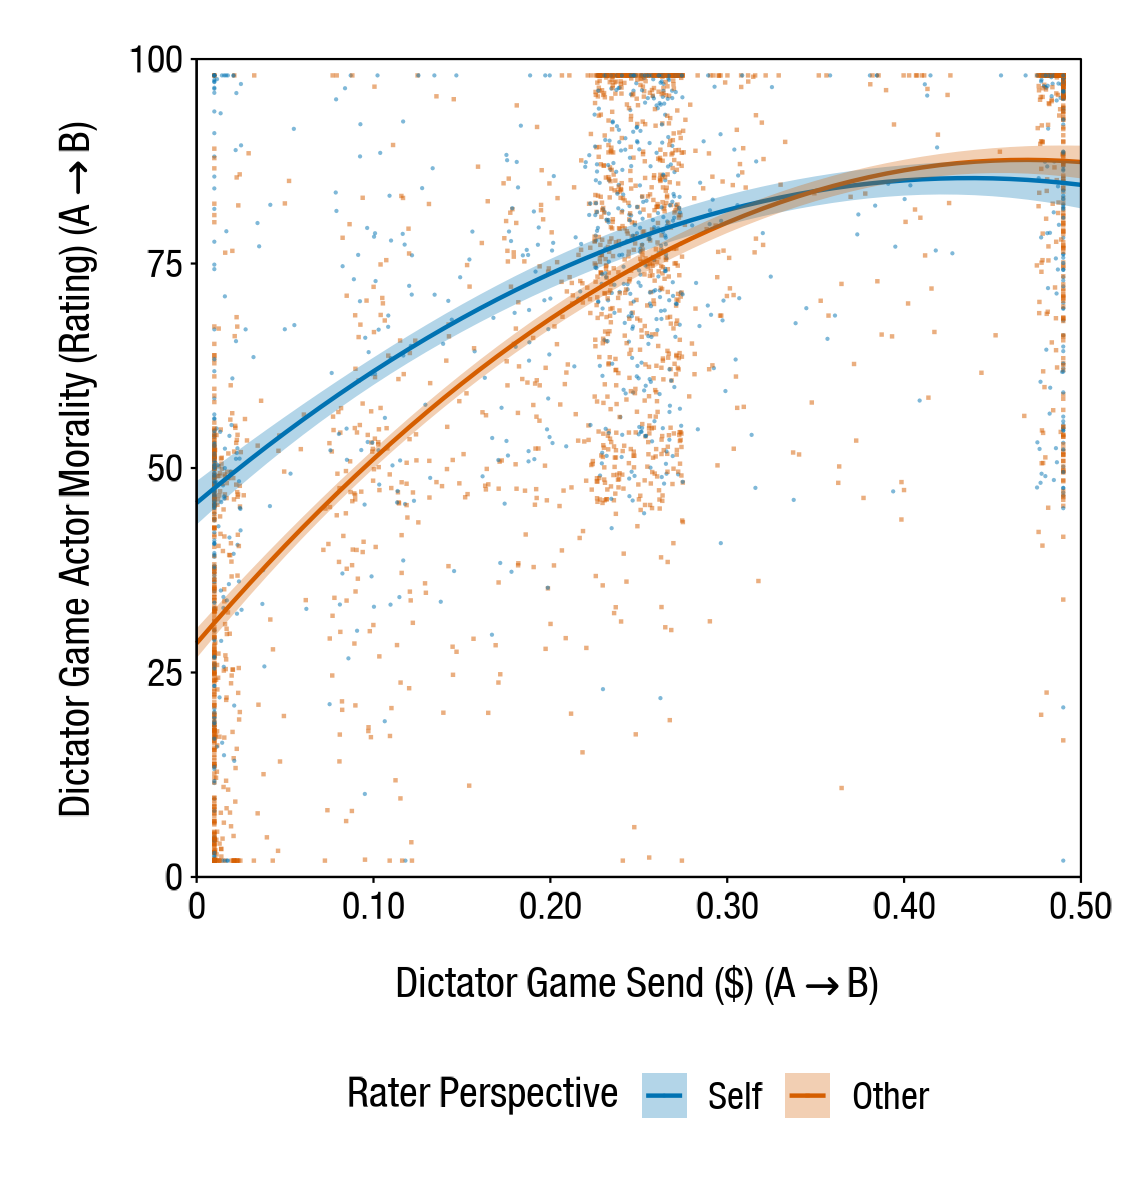 100
75
50
25
0
Dictator Game Actor Morality (Rating) (A → B)
0 0.10 0.20 0.30 0.40 0.50
Dictator Game Send ($) (A → B)
Rater Perspective Self Other